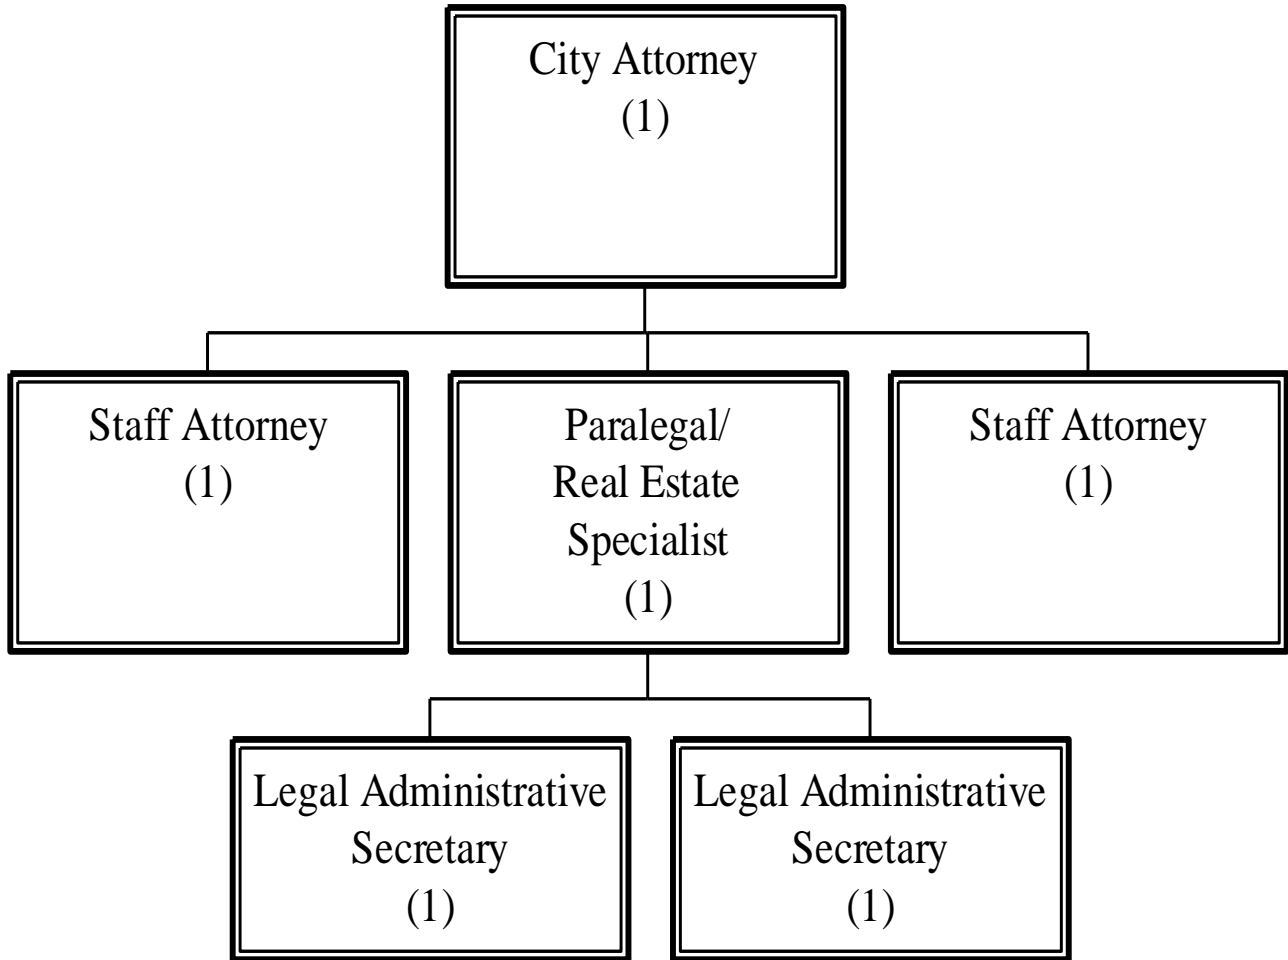 City Attorney
(1)
Staff Attorney
(1)
Paralegal/
Real Estate
Specialist
(1)
Staff Attorney
(1)
Legal Administrative
Secretary
(1)
Legal Administrative
Secretary
(1)